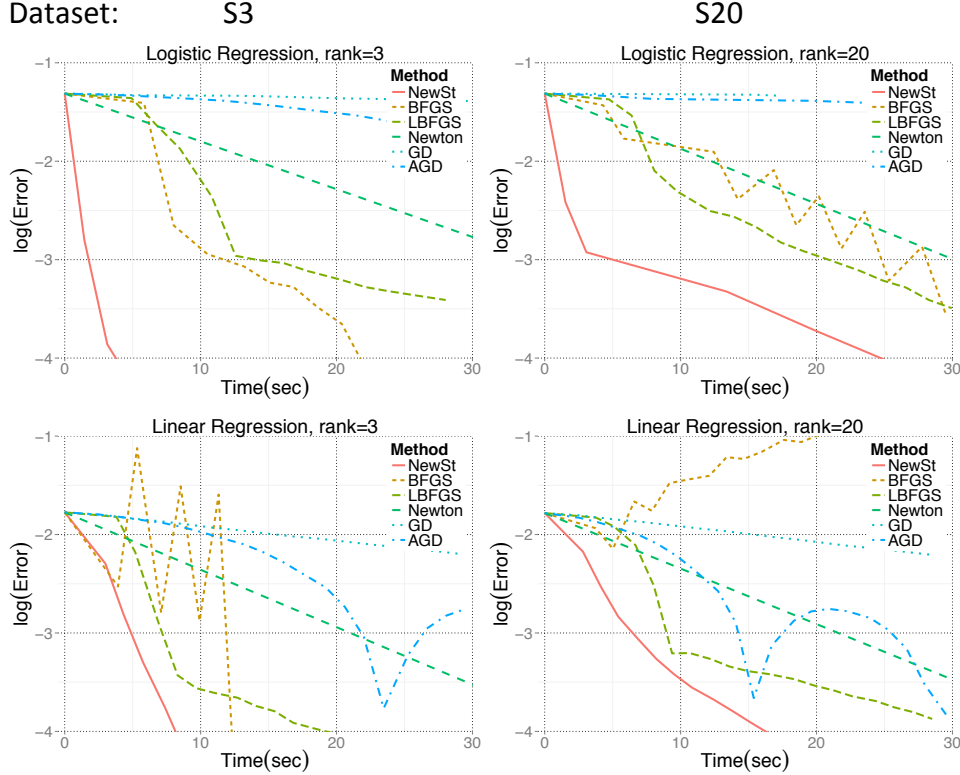 Dataset: S3 S20
Logistic Regression, rank=3
log(Error)
−1
−2
−3
−4
0 10 20 30
Time(sec)
Method
NewSt
BFGS
LBFGS
Newton
GD
AGD
Logistic Regression, rank=20
log(Error)
−1
−2
−3
−4
0 10 20 30
Time(sec)
Method
NewSt
BFGS
LBFGS
Newton
GD
AGD
Linear Regression, rank=3
log(Error)
−1
−2
−3
−4
0 10 20 30
Time(sec)
Method
NewSt
BFGS
LBFGS
Newton
GD
AGD
Linear Regression, rank=20
log(Error)
−1
−2
−3
−4
0 10 20 30
Time(sec)
Method
NewSt
BFGS
LBFGS
Newton
GD
AGD